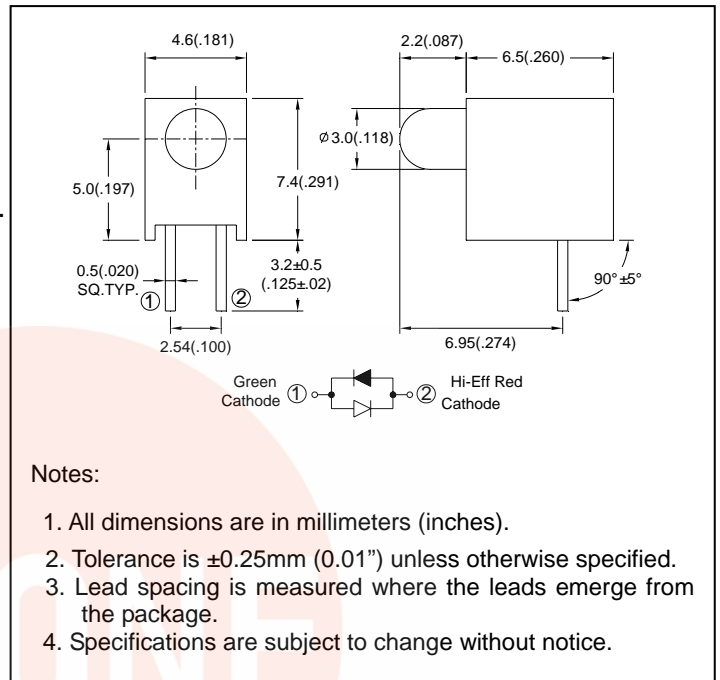 4.6(.181)
2.2(.087)
6.5(.260)
ø3.0(.118)
5.0(.197)
7.4(.291)
0.5(.020)
SQ.TYP.
① ②
3.2±0.5
(.125±.02)
90°±5°
2.54(.100)
6.95(.274)
Green
Cathode ① ② Hi-Eff Red
Cathode
Notes:
1. All dimensions are in millimeters (inches).
2. Tolerance is ±0.25mm (0.01”) unless otherwise specified.
3. Lead spacing is measured where the leads emerge from
the package.
4. Specifications are subject to change without notice.